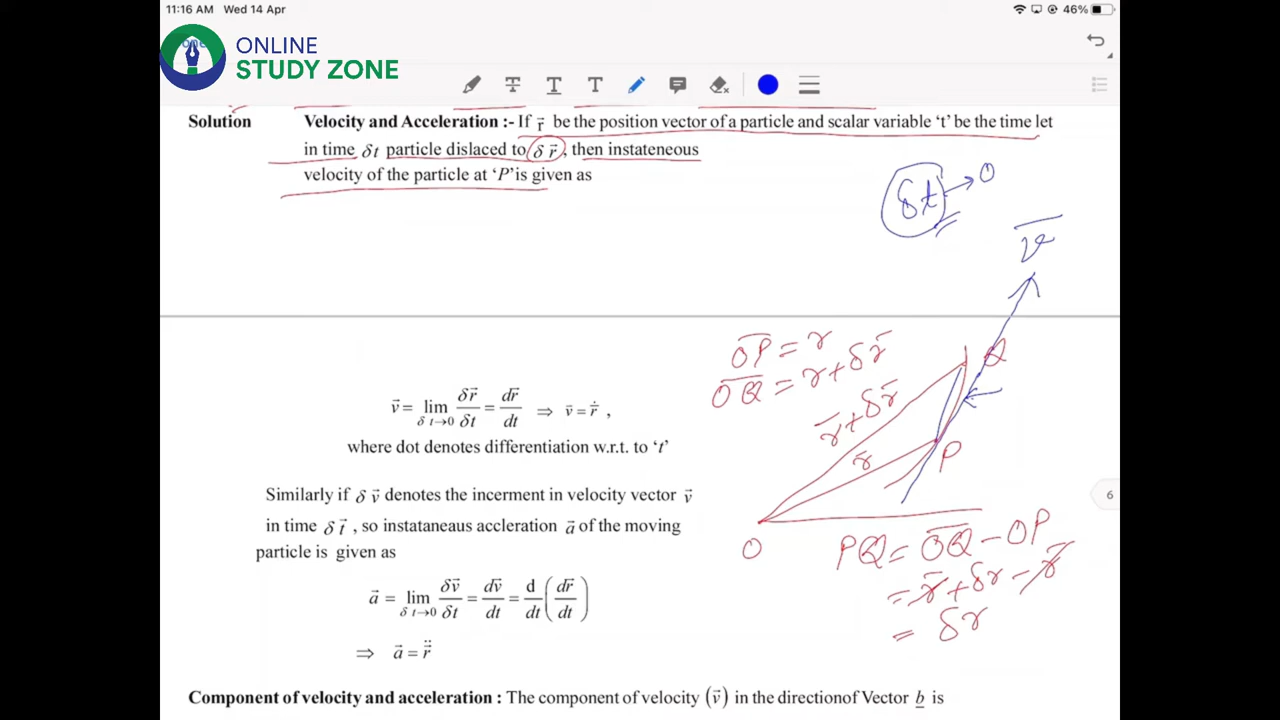 11:16 AM Wed 14 Apr
46%
ONLINE
STUDY ZONE
Solution Velocity and Acceleration :- If r⃗ be the position vector of a particle and scalar variable ‘t’ be the time let
in time δt particle dislaced to δr⃗, then instateneous
velocity of the particle at ‘P’ is given as
δt → 0
v̅
O̅P̅ = r
O̅Q̅ = r + δr̅
r̅ + δr̅
r̅
Q
P
O
v⃗ = lim δt→0 δr⃗/δt = dr⃗/dt ⇒ v⃗ = ṙ⃗ ,
where dot denotes differentiation w.r.t. to ‘t’
Similarly if δv⃗ denotes the incerment in velocity vector v⃗
in time δt⃗, so instataneaus accleration a⃗ of the moving
particle is given as
6
PQ = O̅Q̅ - OP
= r̅ + δr - r̅
= δr
a⃗ = lim δt→0 δv⃗/δt = dv⃗/dt = d/dt (dr⃗/dt)
⇒ a⃗ = r̈⃗
Component of velocity and acceleration : The component of velocity (v⃗) in the directionof Vector b is